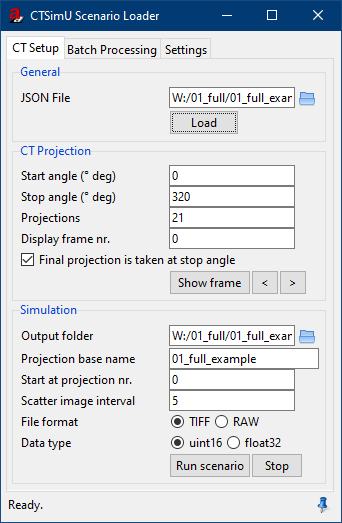 CTSimU Scenario Loader
CT Setup Batch Processing Settings
General
JSON File W:/01_full/01_full_exar
Load
CT Projection
Start angle (° deg) 0
Stop angle (° deg) 320
Projections 21
Display frame nr. 0
Final projection is taken at stop angle
Show frame < >
Simulation
Output folder W:/01_full/01_full_exar
Projection base name 01_full_example
Start at projection nr. 0
Scatter image interval 5
File format TIFF RAW
Data type uint16 float32
Run scenario Stop
Ready.